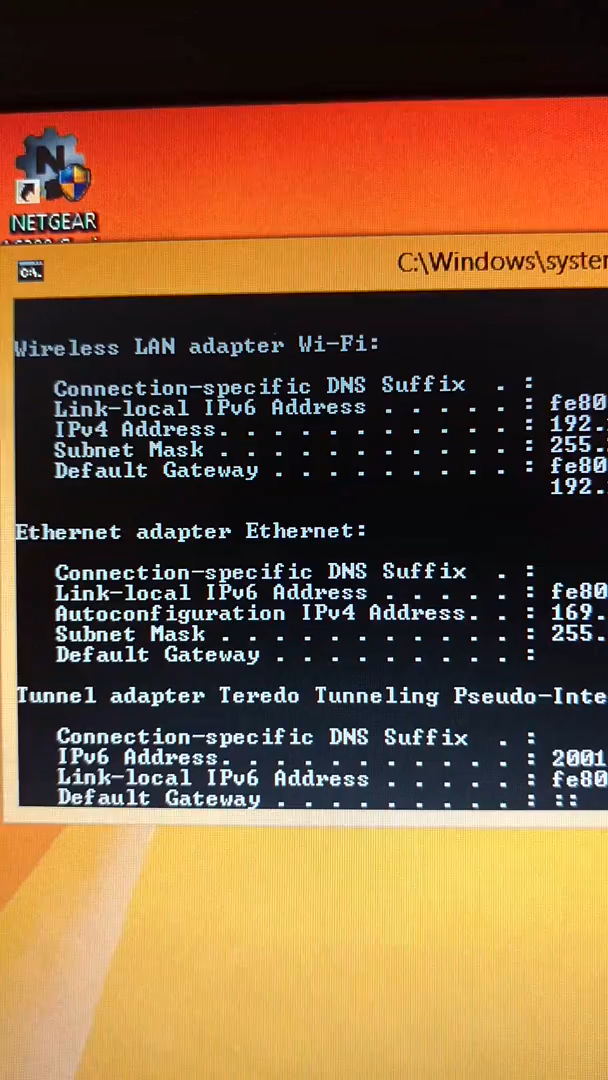 NETGEAR
C:\Windows\syster
Wireless LAN adapter Wi-Fi:
Connection-specific DNS Suffix . :
Link-local IPv6 Address . . . . . : fe80
IPv4 Address. . . . . . . . . . . : 192.
Subnet Mask . . . . . . . . . . . : 255.
Default Gateway . . . . . . . . . : fe80
192.
Ethernet adapter Ethernet:
Connection-specific DNS Suffix . :
Link-local IPv6 Address . . . . . : fe80
Autoconfiguration IPv4 Address. . : 169.
Subnet Mask . . . . . . . . . . . : 255.
Default Gateway . . . . . . . . . :
Tunnel adapter Teredo Tunneling Pseudo-Inte
Connection-specific DNS Suffix . :
IPv6 Address. . . . . . . . . . . : 2001
Link-local IPv6 Address . . . . . : fe80
Default Gateway . . . . . . . . . : ::